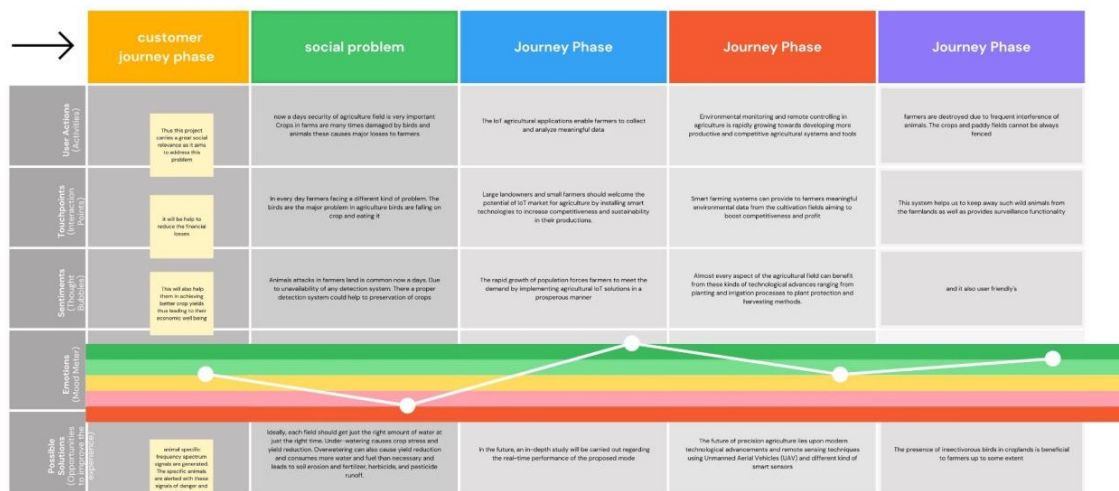 customer
journey phase
social problem
Journey Phase
Journey Phase
Journey Phase
User Actions
(Activities)
Thus this project
carries a great social
relevance as it aims
to address this
problem
now a days security of agriculture field is very important
Crops in farms are many times damaged by birds and
animals these causes major losses to farmers
The IoT agricultural applications enable farmers to collect
and analyze meaningful data
Environmental monitoring and remote controlling in
agriculture is rapidly growing towards developing more
productive and competitive agricultural systems and tools
farmers are destroyed due to frequent interference of
animals. The crops and paddy fields cannot be always
fenced
Touchpoints
(Interaction
Points)
it will be help to
reduce the financial
losses
In every day farmers facing a different kind of problem. The
birds are the major problem in agriculture birds are falling on
crop and eating it
Large landowners and small farmers should welcome the
potential of IoT market for agriculture by installing smart
technologies to increase competitiveness and sustainability
in their productions.
Smart farming systems can provide to farmers meaningful
environmental data from the cultivation fields aiming to
boost competitiveness and profit
This system helps us to keep away such wild animals from
the farmlands as well as provides surveillance functionality
Sentiments
(Thought
Bubbles)
This will also help
them in achieving
better crop yields
thus leading to their
economic well being
Animals attacks in farmers land is common now a days. Due
to unavailability of any detection system. There a proper
detection system could help to preservation of crops
The rapid growth of population forces farmers to meet the
demand by implementing agricultural IoT solutions in a
prosperous manner
Almost every aspect of the agricultural field can benefit
from these kinds of technological advances ranging from
planting and irrigation processes to plant protection and
harvesting methods.
and it also user friendly's
Emotions
(Mood Meter)
Possible
Solutions
(Opportunities
to improve the
experience)
animal specific
frequency spectrum
signals are generated.
The specific animals
are alerted with these
signals of danger and
Ideally, each field should get just the right amount of water at
just the right time. Under-watering causes crop stress and
yield reduction. Overwatering can also cause yield reduction
and consumes more water and fuel than necessary and
leads to soil erosion and fertilizer, herbicide, and pesticide
runoff.
In the future, an in-depth study will be carried out regarding
the real-time performance of the proposed mode
The future of precision agriculture lies upon modern
technological advancements and remote sensing techniques
using Unmanned Aerial Vehicles (UAV) and different kind of
smart sensors
The presence of insectivorous birds in croplands is beneficial
to farmers up to some extent